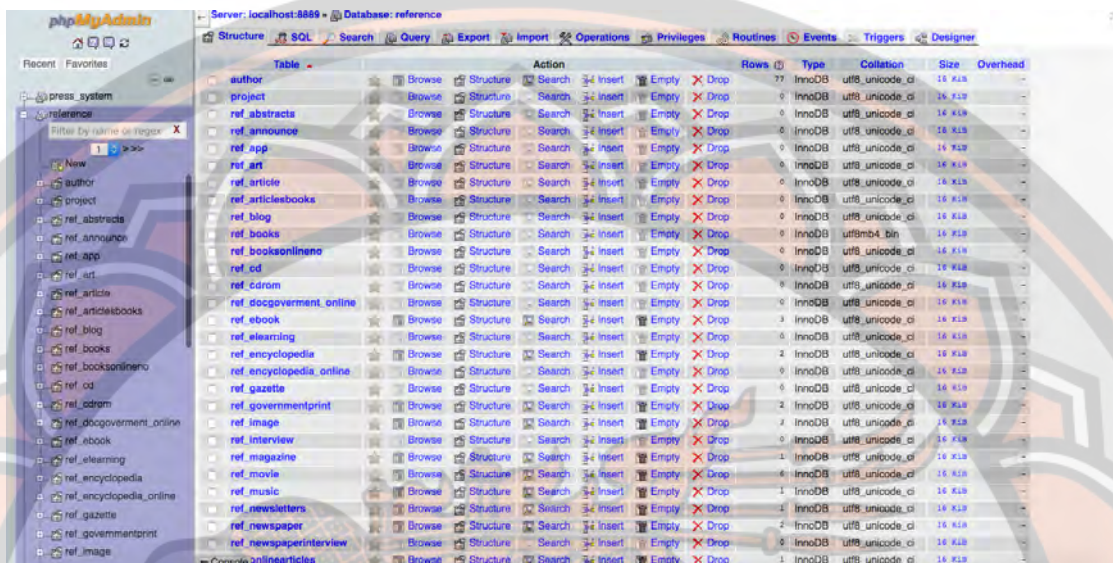 phpMyAdmin
Recent Favorites
press_system
reference
Filter by name or regex X
1 >>>
New
author
project
ref_abstracts
ref_announce
ref_app
ref_art
ref_article
ref_articlesbooks
ref_blog
ref_books
ref_booksonlineno
ref_cd
ref_cdrom
ref_docgoverment_online
ref_ebook
ref_elearning
ref_encyclopedia
ref_encyclopedia_online
ref_gazette
ref_governmentprint
ref_image
Server: localhost:8889 » Database: reference
Structure SQL Search Query Export Import Operations Privileges Routines Events Triggers Designer
Table Action Rows Type Collation Size Overhead
author Browse Structure Search Insert Empty Drop 77 InnoDB utf8_unicode_ci 16 KiB -
project Browse Structure Search Insert Empty Drop 0 InnoDB utf8_unicode_ci 16 KiB -
ref_abstracts Browse Structure Search Insert Empty Drop 0 InnoDB utf8_unicode_ci 16 KiB -
ref_announce Browse Structure Search Insert Empty Drop 0 InnoDB utf8_unicode_ci 16 KiB -
ref_app Browse Structure Search Insert Empty Drop 0 InnoDB utf8_unicode_ci 16 KiB -
ref_art Browse Structure Search Insert Empty Drop 0 InnoDB utf8_unicode_ci 16 KiB -
ref_article Browse Structure Search Insert Empty Drop 0 InnoDB utf8_unicode_ci 16 KiB -
ref_articlesbooks Browse Structure Search Insert Empty Drop 0 InnoDB utf8_unicode_ci 16 KiB -
ref_blog Browse Structure Search Insert Empty Drop 0 InnoDB utf8_unicode_ci 16 KiB -
ref_books Browse Structure Search Insert Empty Drop 0 InnoDB utf8mb4_bin 16 KiB -
ref_booksonlineno Browse Structure Search Insert Empty Drop 0 InnoDB utf8_unicode_ci 16 KiB -
ref_cd Browse Structure Search Insert Empty Drop 0 InnoDB utf8_unicode_ci 16 KiB -
ref_cdrom Browse Structure Search Insert Empty Drop 0 InnoDB utf8_unicode_ci 16 KiB -
ref_docgoverment_online Browse Structure Search Insert Empty Drop 0 InnoDB utf8_unicode_ci 16 KiB -
ref_ebook Browse Structure Search Insert Empty Drop 3 InnoDB utf8_unicode_ci 16 KiB -
ref_elearning Browse Structure Search Insert Empty Drop 0 InnoDB utf8_unicode_ci 16 KiB -
ref_encyclopedia Browse Structure Search Insert Empty Drop 2 InnoDB utf8_unicode_ci 16 KiB -
ref_encyclopedia_online Browse Structure Search Insert Empty Drop 0 InnoDB utf8_unicode_ci 16 KiB -
ref_gazette Browse Structure Search Insert Empty Drop 0 InnoDB utf8_unicode_ci 16 KiB -
ref_governmentprint Browse Structure Search Insert Empty Drop 2 InnoDB utf8_unicode_ci 16 KiB -
ref_image Browse Structure Search Insert Empty Drop InnoDB utf8_unicode_ci 16 KiB -
ref_interview Browse Structure Search Insert Empty Drop 0 InnoDB utf8_unicode_ci 16 KiB -
ref_magazine Browse Structure Search Insert Empty Drop 1 InnoDB utf8_unicode_ci 16 KiB -
ref_movie Browse Structure Search Insert Empty Drop InnoDB utf8_unicode_ci 16 KiB -
ref_music Browse Structure Search Insert Empty Drop 1 InnoDB utf8_unicode_ci 16 KiB -
ref_newsletters Browse Structure Search Insert Empty Drop 1 InnoDB utf8_unicode_ci 16 KiB -
ref_newspaper Browse Structure Search Insert Empty Drop 2 InnoDB utf8_unicode_ci 16 KiB -
ref_newspaperinterview Browse Structure Search Insert Empty Drop 0 InnoDB utf8_unicode_ci 16 KiB -
Console onlinearticles Browse Structure Search Insert Empty Drop 1 InnoDB utf8_unicode_ci 16 KiB -